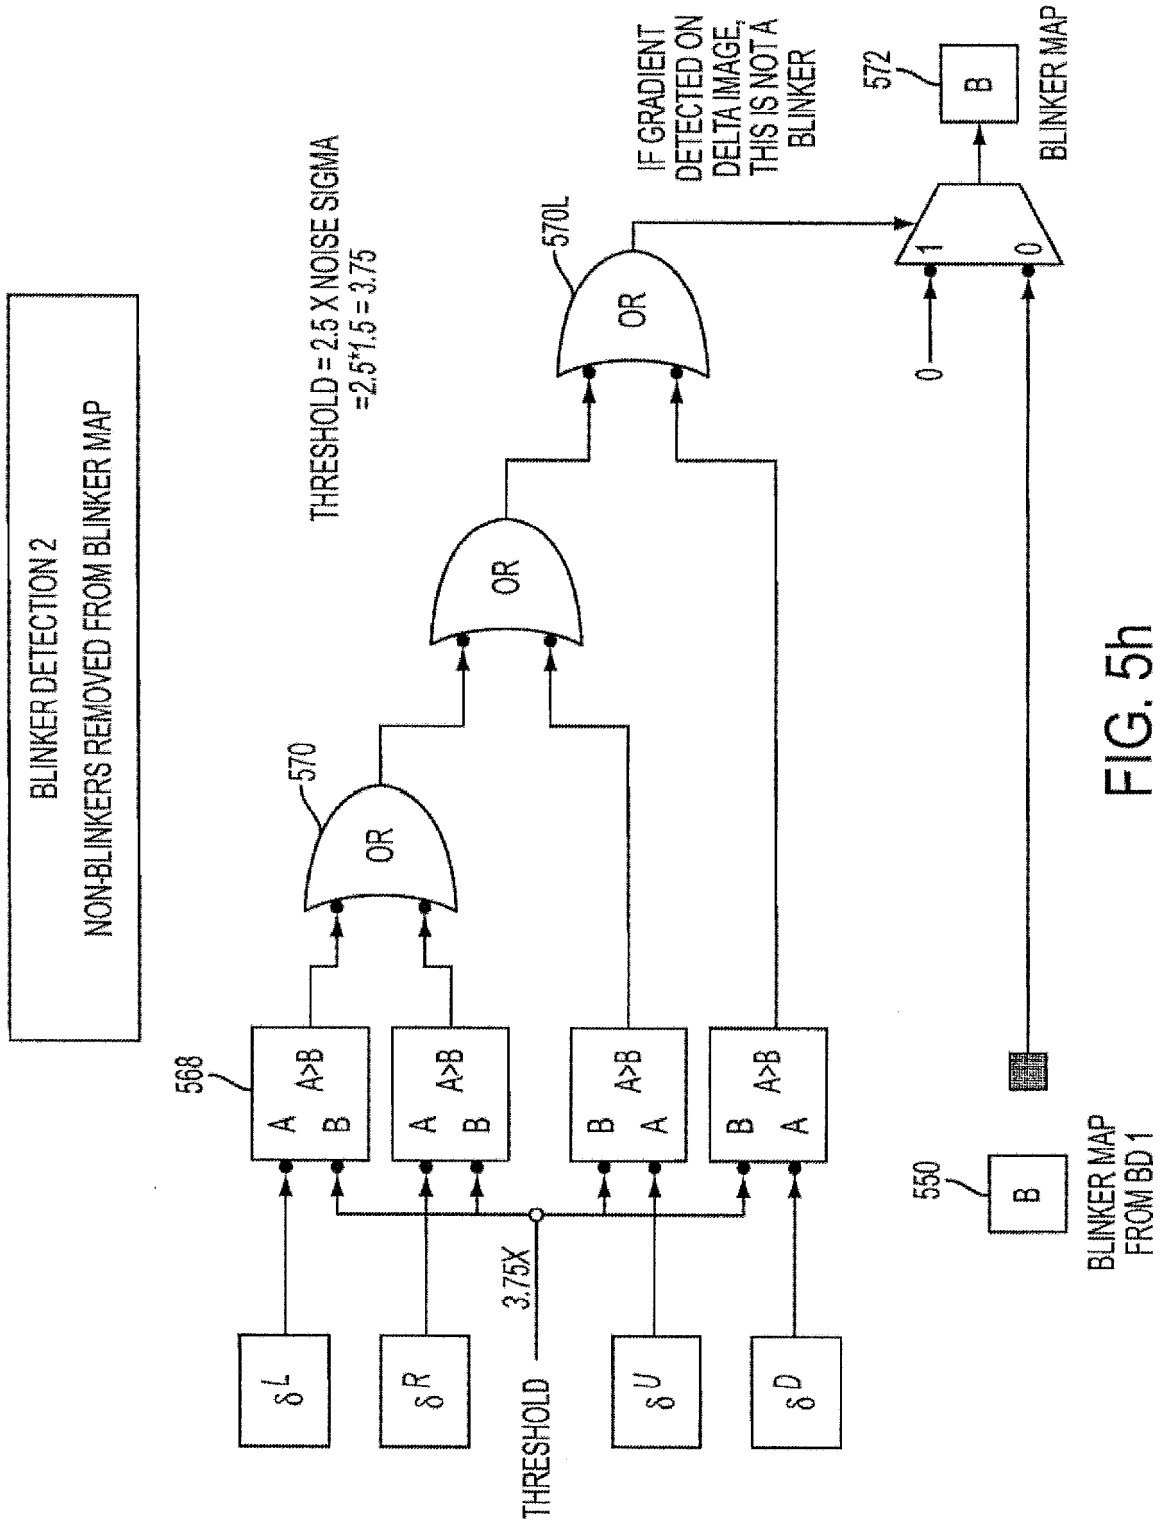 BLINKER DETECTION 2
NON-BLINKERS REMOVED FROM BLINKER MAP
THRESHOLD = 2.5 X NOISE SIGMA
=2.5*1.5 = 3.75
δL
568
A
A>B
B
570
OR
δR
A
A>B
B
OR
THRESHOLD
3.75X
570L
OR
δU
B
A>B
A
δD
B
A>B
A
IF GRADIENT
DETECTED ON
DELTA IMAGE,
THIS IS NOT A
BLINKER
550
B
BLINKER MAP
FROM BD 1
0
1
0
572
B
BLINKER MAP
FIG. 5h